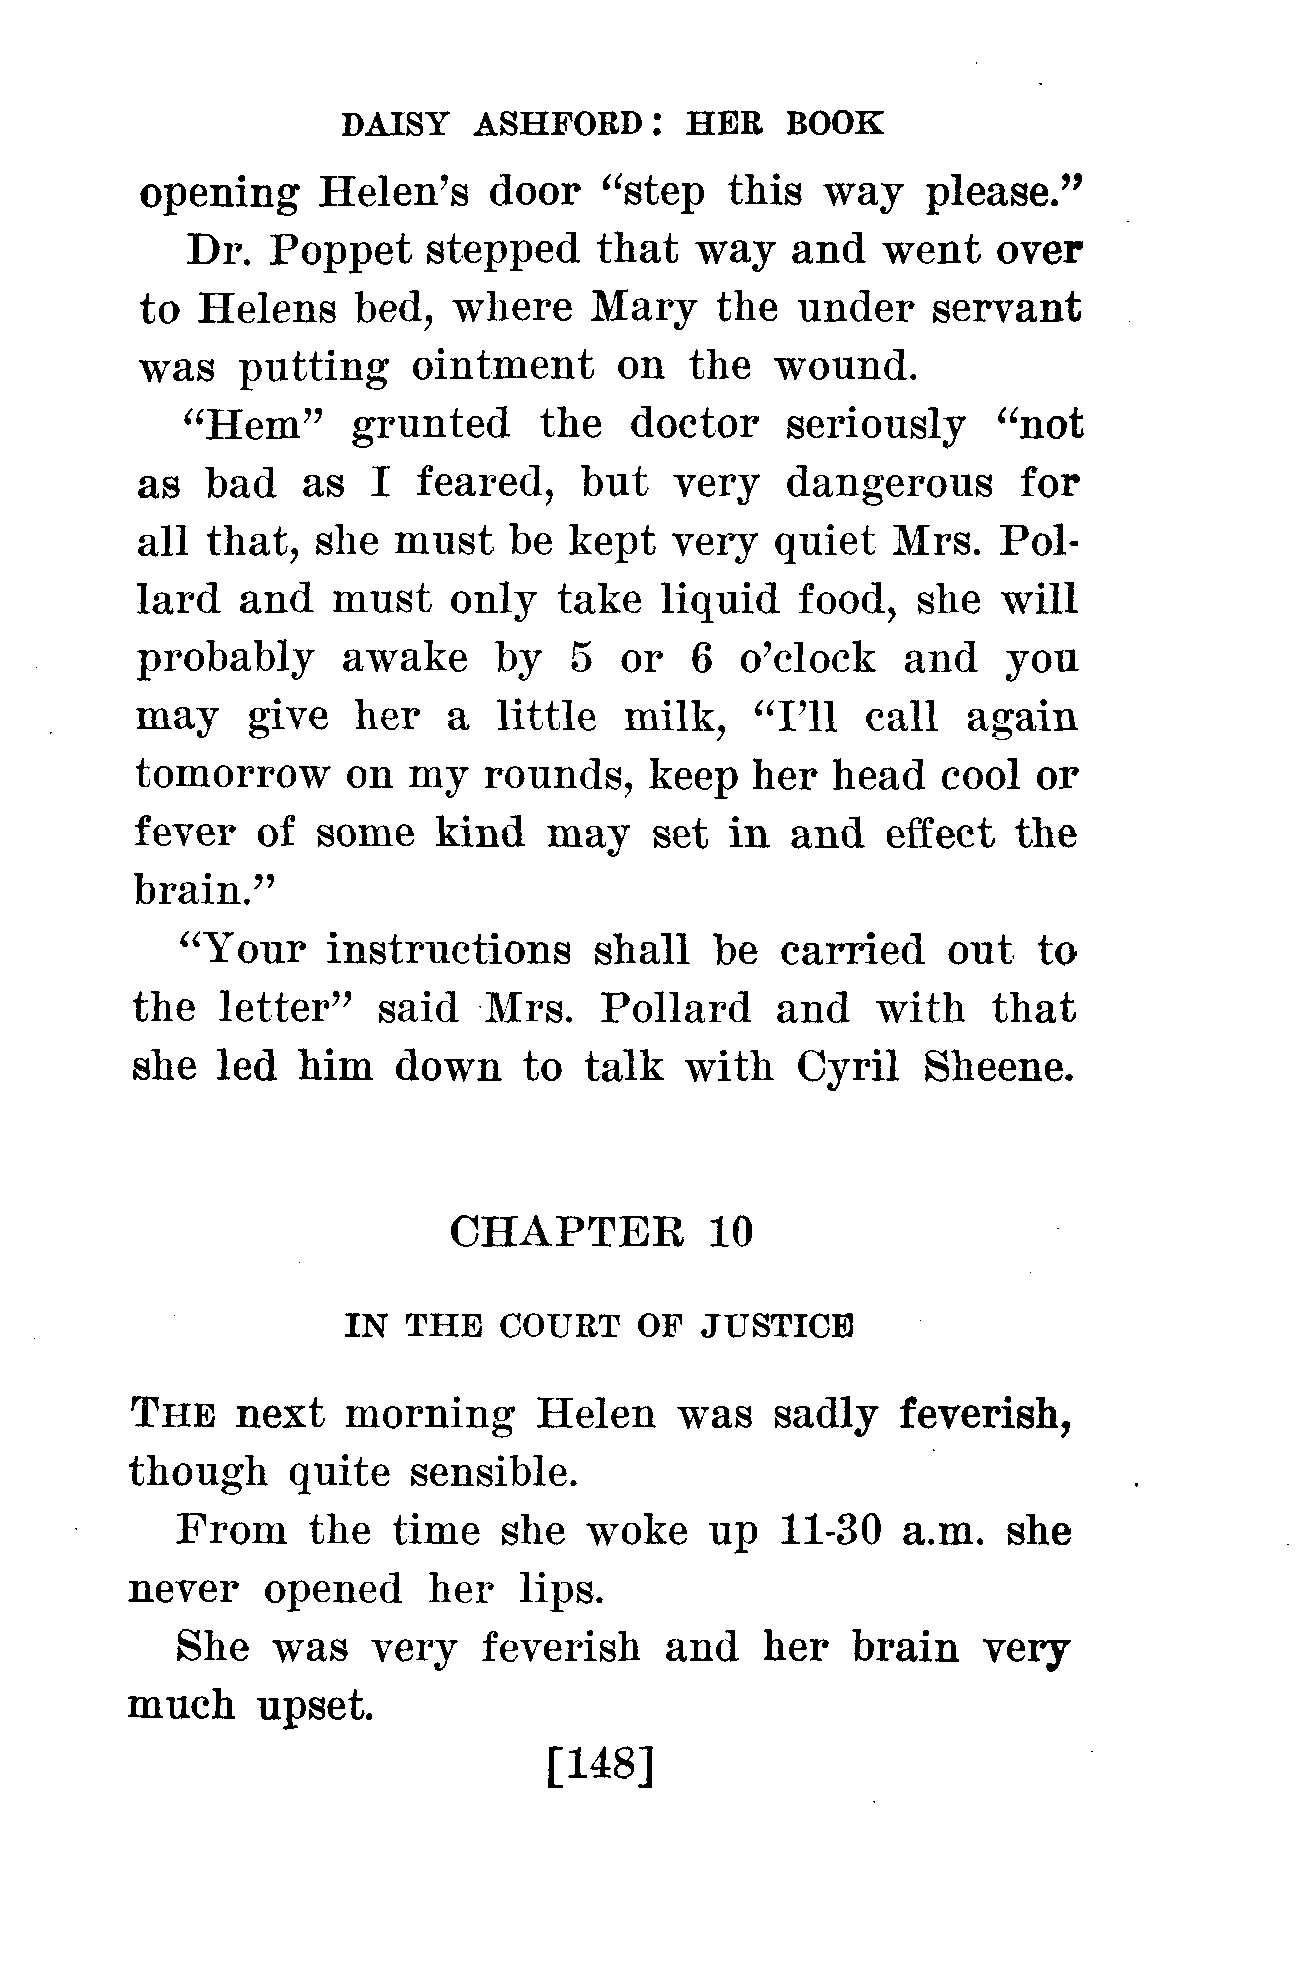 DAISY ASHFORD: HER BOOK
opening Helen's door "step this way please."
Dr. Poppet stepped that way and went over
to Helens bed, where Mary the under servant
was putting ointment on the wound.
"Hem" grunted the doctor seriously "not
as bad as I feared, but very dangerous for
all that, she must be kept very quiet Mrs. Pol-
lard and must only take liquid food, she will
probably awake by 5 or 6 o'clock and you
may give her a little milk, "I'll call again
tomorrow on my rounds, keep her head cool or
fever of some kind may set in and effect the
brain."
"Your instructions shall be carried out to
the letter" said Mrs. Pollard and with that
she led him down to talk with Cyril Sheene.
CHAPTER 10
IN THE COURT OF JUSTICE
THE next morning Helen was sadly feverish,
though quite sensible.
From the time she woke up 11-30 a.m. she
never opened her lips.
She was very feverish and her brain very
much upset.
[148]